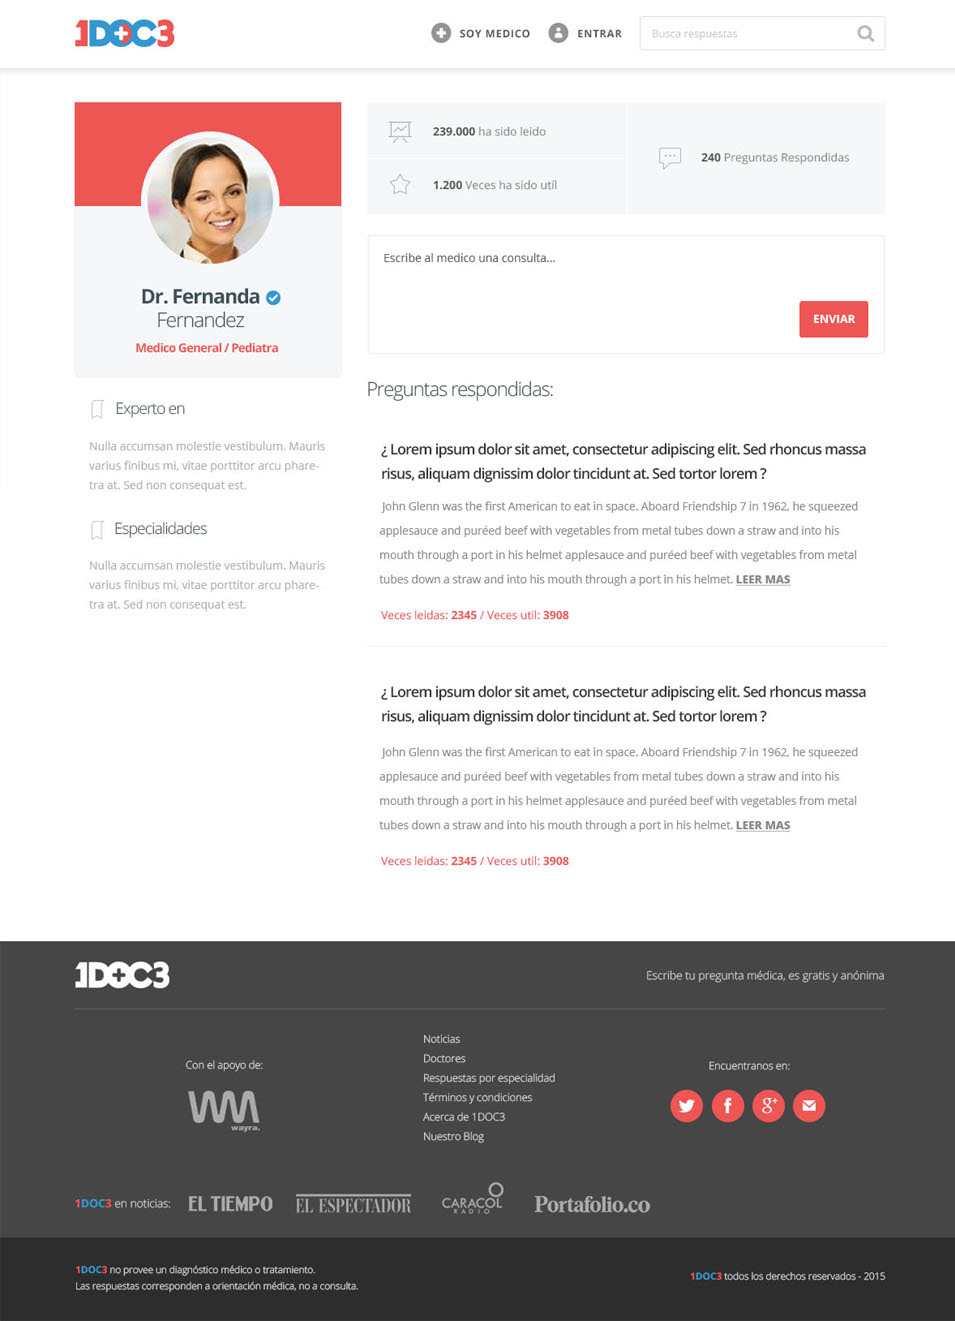 1DOC3
SOY MEDICO
ENTRAR
Busca respuestas
239.000 ha sido leido
1.200 Veces ha sido util
240 Preguntas Respondidas
Dr. Fernanda
Fernandez
Medico General / Pediatra
Experto en
Nulla accumsan molestie vestibulum. Mauris
varius finibus mi, vitae porttitor arcu phare-
tra at. Sed non consequat est.
Especialidades
Nulla accumsan molestie vestibulum. Mauris
varius finibus mi, vitae porttitor arcu phare-
tra at. Sed non consequat est.
Escribe al medico una consulta...
ENVIAR
Preguntas respondidas:
¿ Lorem ipsum dolor sit amet, consectetur adipiscing elit. Sed rhoncus massa
risus, aliquam dignissim dolor tincidunt at. Sed tortor lorem ?
John Glenn was the first American to eat in space. Aboard Friendship 7 in 1962, he squeezed
applesauce and puréed beef with vegetables from metal tubes down a straw and into his
mouth through a port in his helmet applesauce and puréed beef with vegetables from metal
tubes down a straw and into his mouth through a port in his helmet. LEER MAS
Veces leidas: 2345 / Veces util: 3908
¿ Lorem ipsum dolor sit amet, consectetur adipiscing elit. Sed rhoncus massa
risus, aliquam dignissim dolor tincidunt at. Sed tortor lorem ?
John Glenn was the first American to eat in space. Aboard Friendship 7 in 1962, he squeezed
applesauce and puréed beef with vegetables from metal tubes down a straw and into his
mouth through a port in his helmet applesauce and puréed beef with vegetables from metal
tubes down a straw and into his mouth through a port in his helmet. LEER MAS
Veces leidas: 2345 / Veces util: 3908
1DOC3
Escribe tu pregunta médica, es gratis y anónima
Con el apoyo de:
wayra.
Noticias
Doctores
Respuestas por especialidad
Términos y condiciones
Acerca de 1DOC3
Nuestro Blog
Encuentranos en:
f
g+
1DOC3 en noticias:
EL TIEMPO
EL ESPECTADOR
CARACOL
RADIO
Portafolio.co
1DOC3 no provee un diagnóstico médico o tratamiento.
Las respuestas corresponden a orientación médica, no a consulta.
1DOC3 todos los derechos reservados - 2015